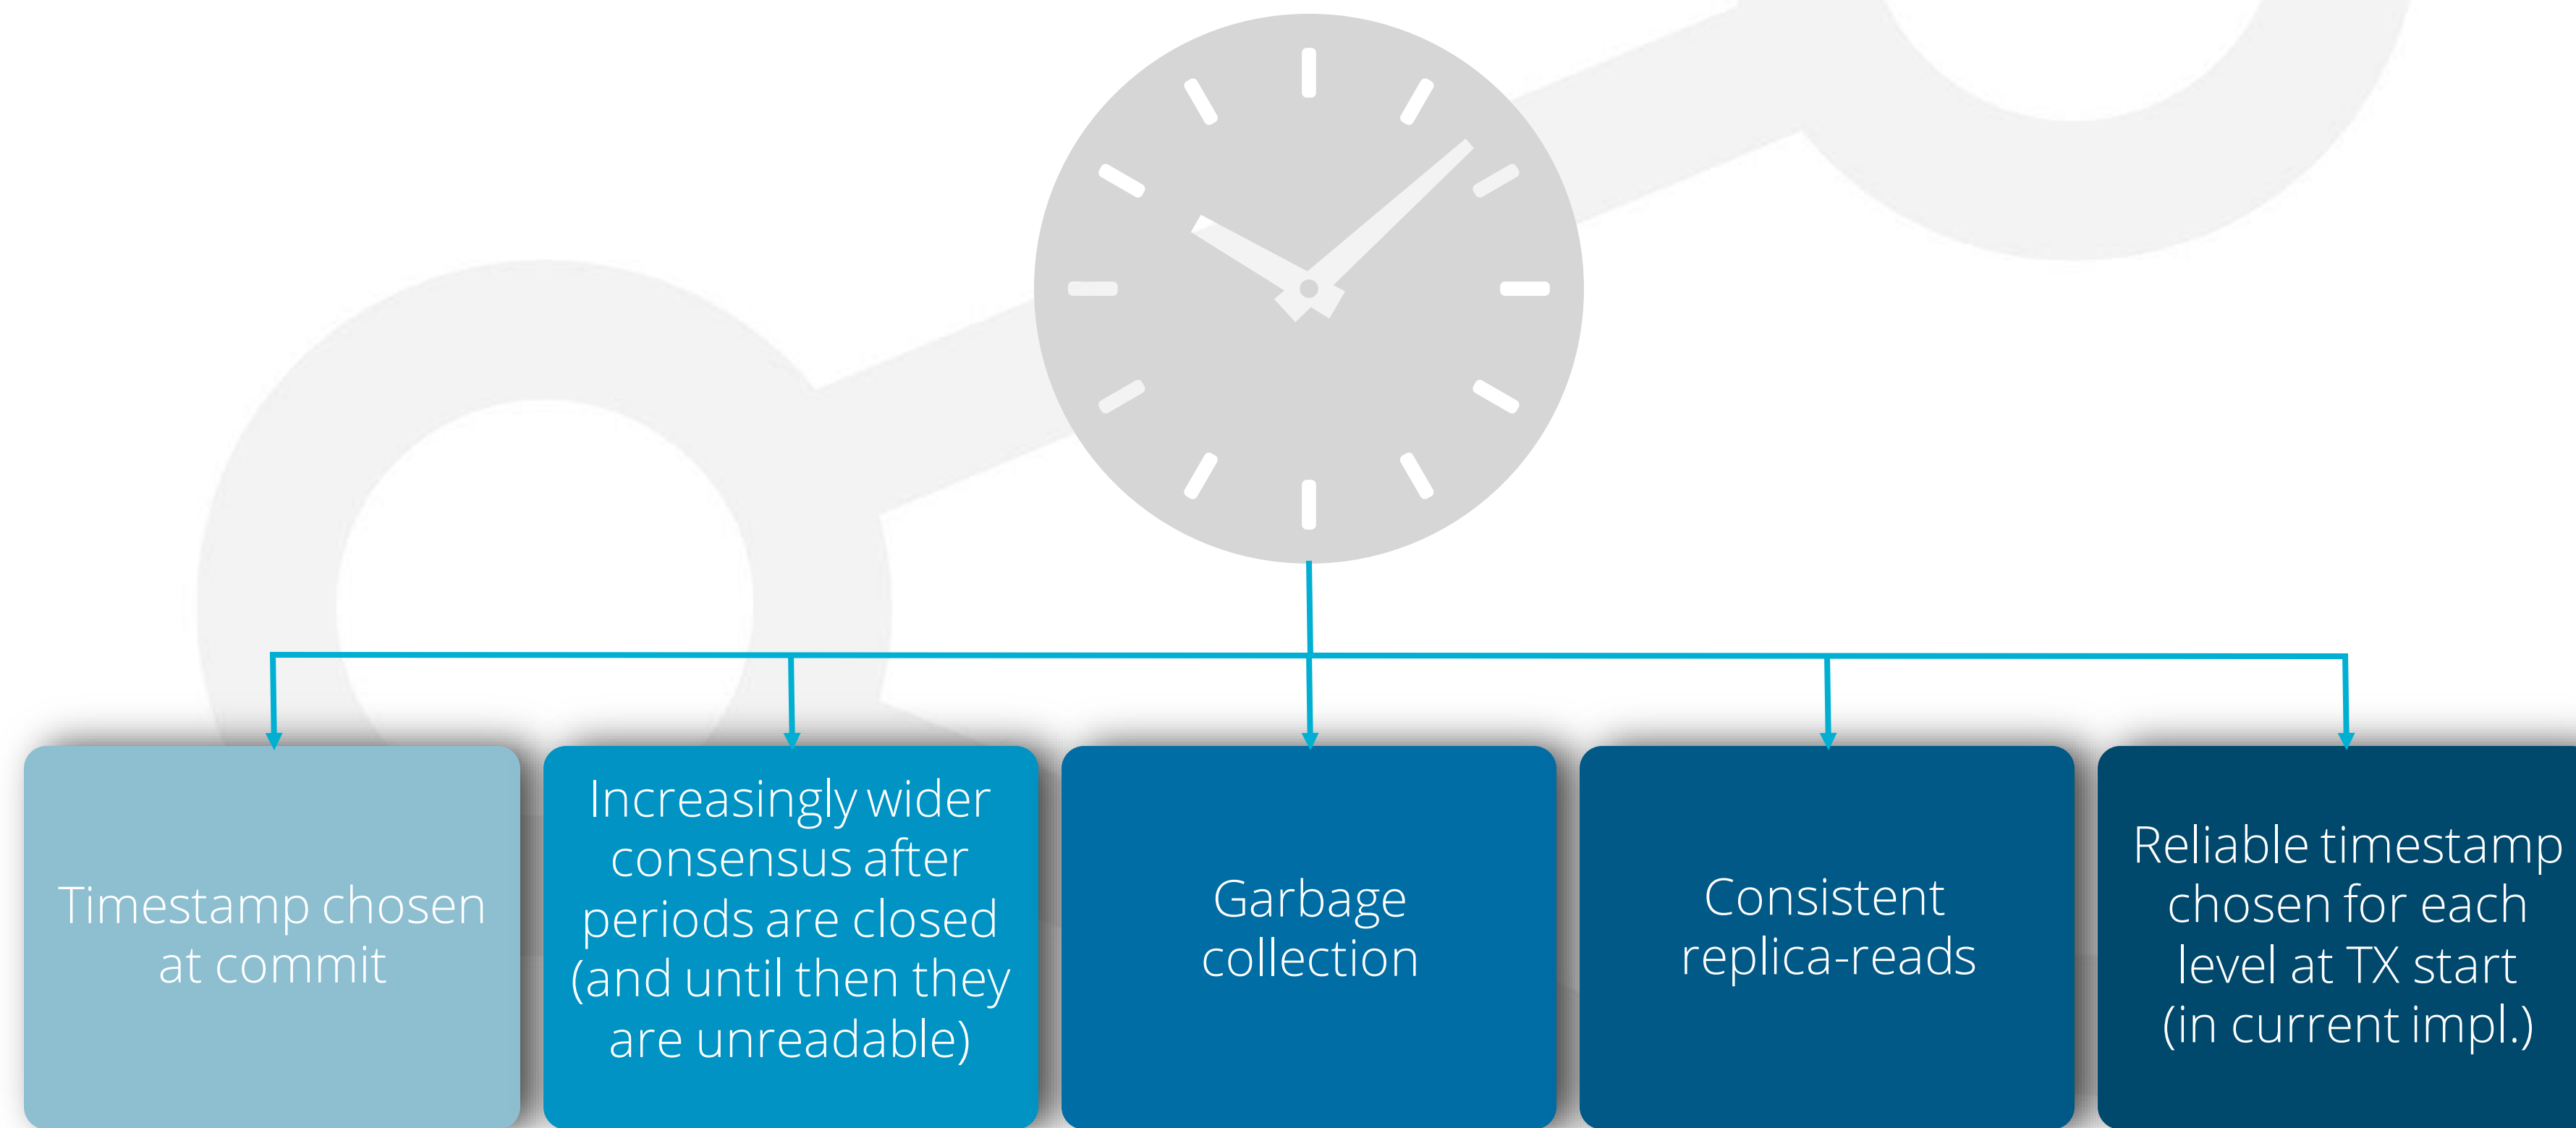 Timestamp chosen
at commit
Increasingly wider
consensus after
periods are closed
(and until then they
are unreadable)
Garbage
collection
Consistent
replica-reads
Reliable timestamp
chosen for each
level at TX start
(in current impl.)